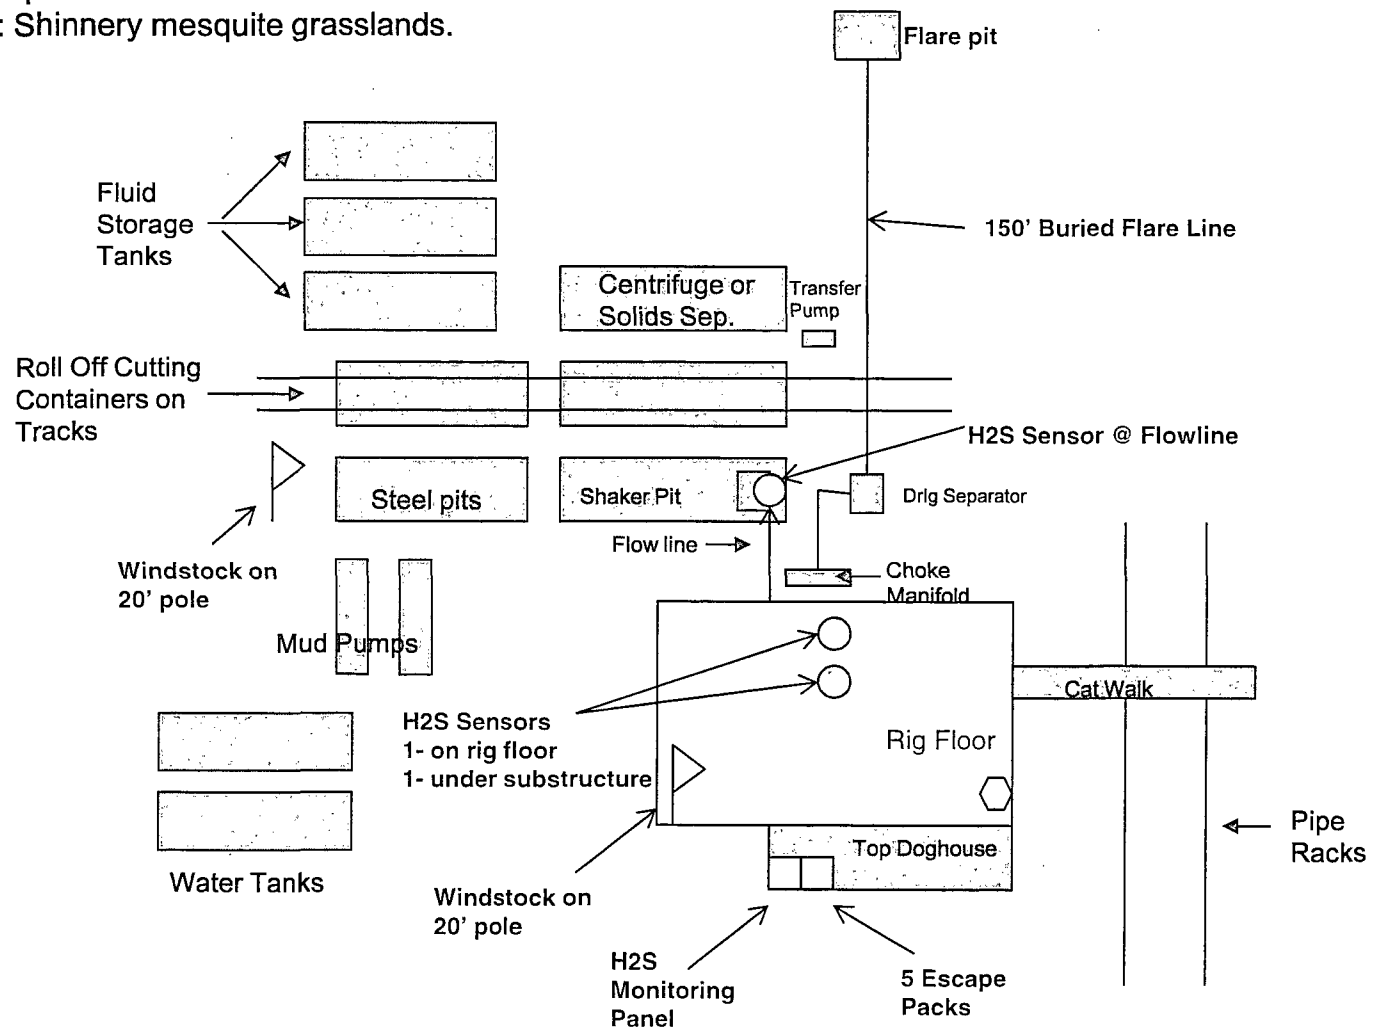 : Shinnery mesquite grasslands.
Flare pit
Fluid
Storage
Tanks
150' Buried Flare Line
Centrifuge or
Solids Sep.
Transfer
Pump
Roll Off Cutting
Containers on
Tracks
H2S Sensor @ Flowline
Steel pits
Shaker Pit
Drlg Separator
Flow line
Windstock on
20' pole
Choke
Manifold
Mud Pumps
Cat Walk
H2S Sensors
1- on rig floor
1- under substructure
Rig Floor
Pipe
Racks
Top Doghouse
Water Tanks
Windstock on
20' pole
H2S
Monitoring
Panel
5 Escape
Packs